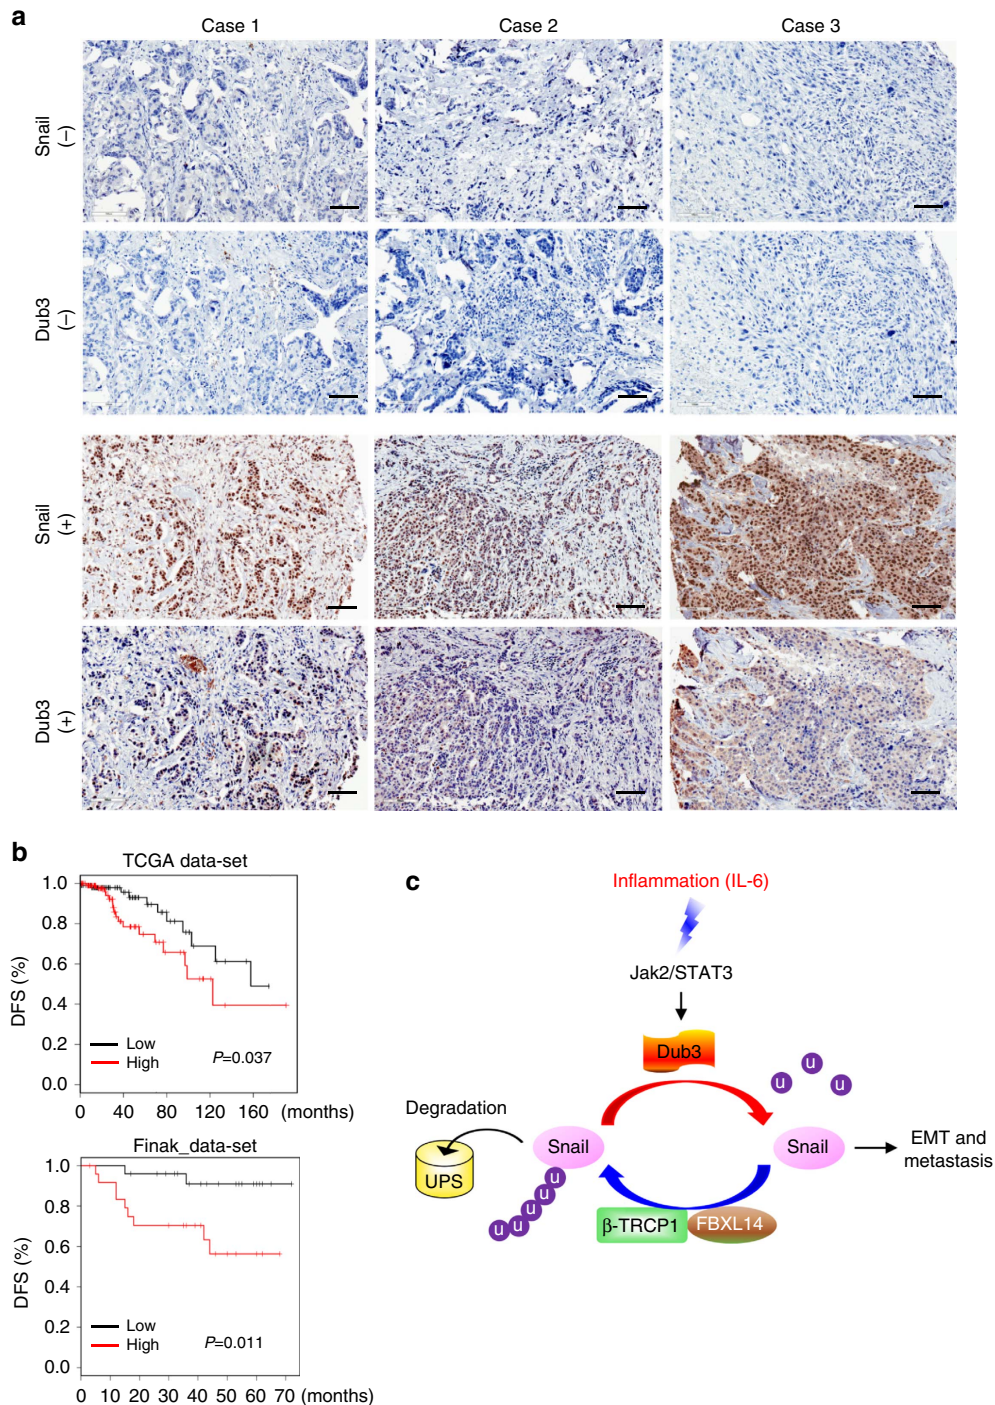 a
Case 1
Case 2
Case 3
Snail
(–)
Dub3
(–)
Snail
(+)
Dub3
(+)
b
TCGA data-set
1.0
0.8
0.6
0.4
0.2
0.0
DFS (%)
Low
High
P=0.037
0 40 80 120 160 (months)
Finak_data-set
1.0
0.8
0.6
0.4
0.2
0.0
DFS (%)
Low
High
P=0.011
0 10 20 30 40 50 60 70 (months)
c
Inflammation (IL-6)
Jak2/STAT3
Dub3
u
u
u
Degradation
UPS
Snail
u
u
u
u
u
Snail
EMT and
metastasis
β-TRCP1
FBXL14